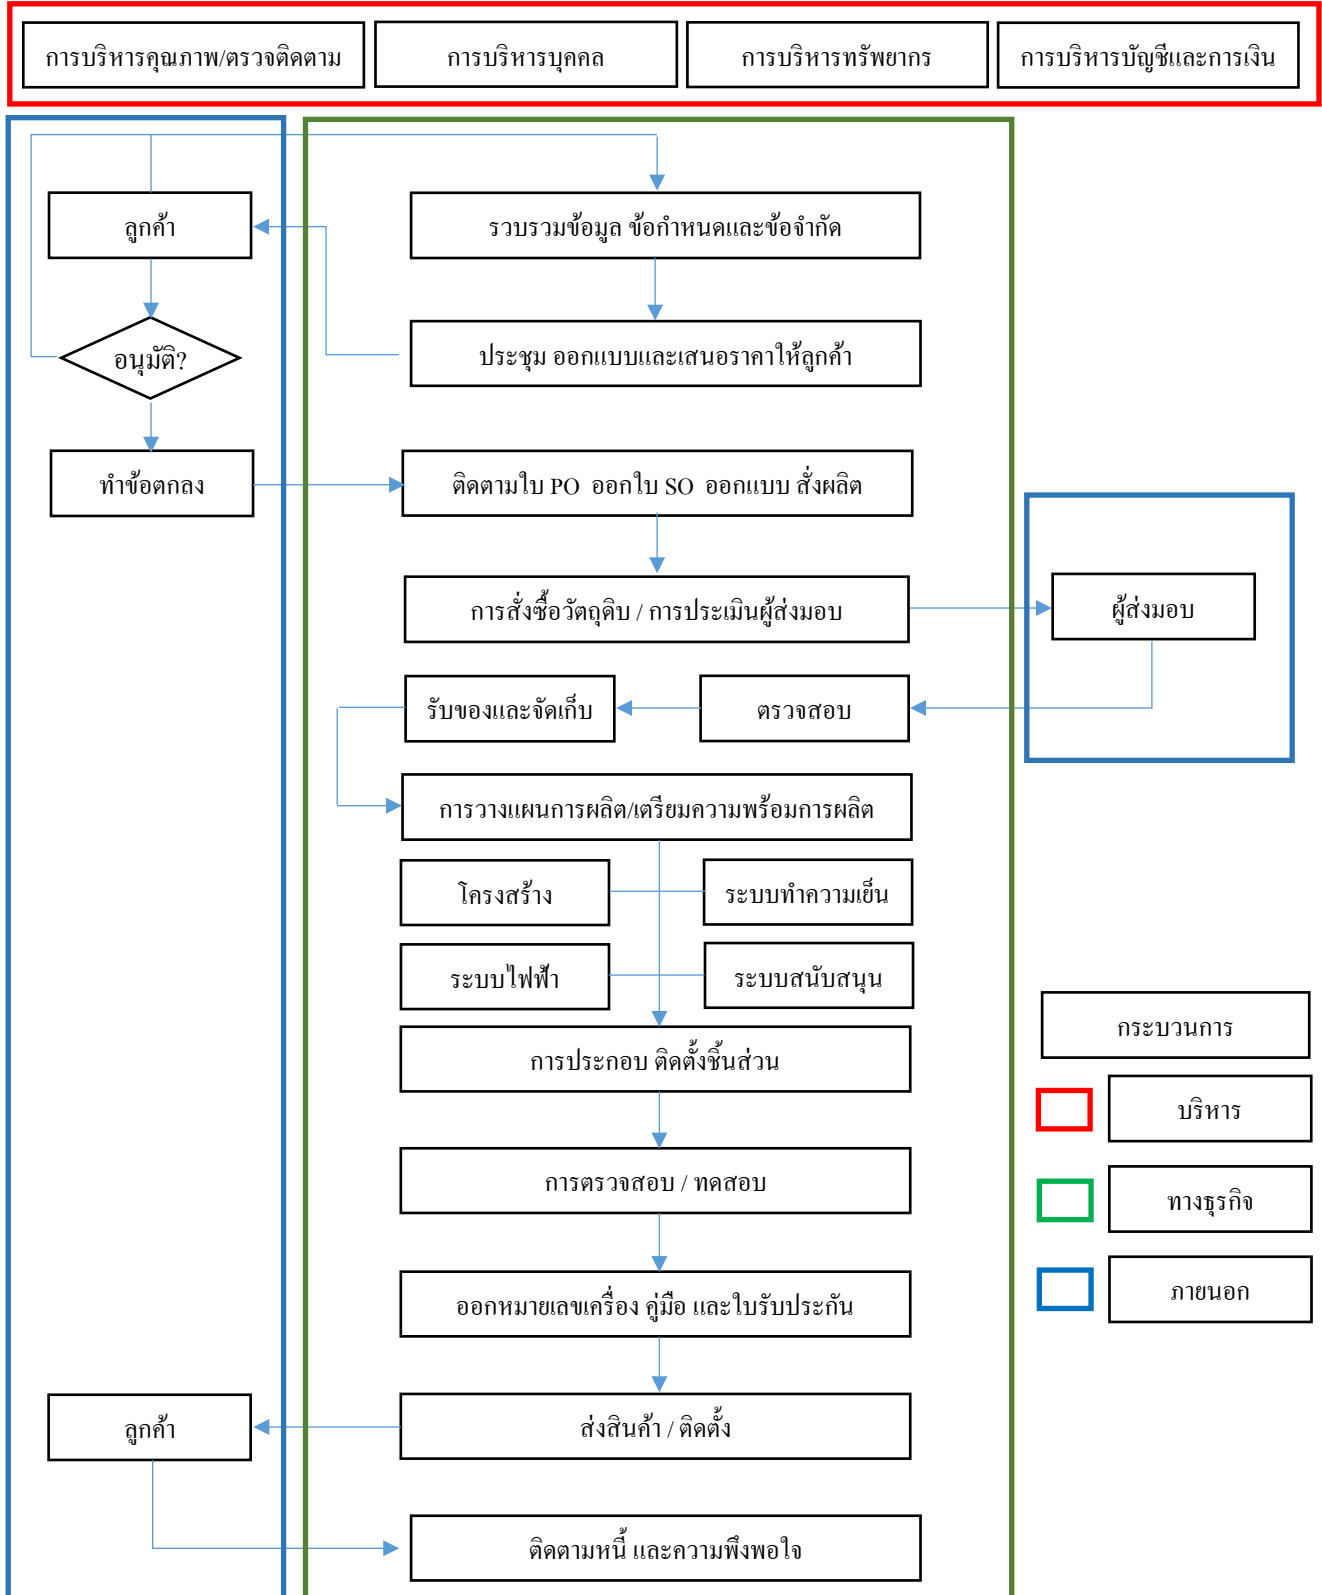 การบริหารคุณภาพ/ตรวจติดตาม
การบริหารบุคคล
การบริหารทรัพยากร
การบริหารบัญชีและการเงิน
ลูกค้า
รวบรวมข้อมูล ข้อกำหนดและข้อจำกัด
อนุมัติ?
ประชุม ออกแบบและเสนอราคาให้ลูกค้า
ทำข้อตกลง
ติดตามใบ PO ออกใบ SO ออกแบบ สั่งผลิต
การสั่งซื้อวัตถุดิบ / การประเมินผู้ส่งมอบ
ผู้ส่งมอบ
รับของและจัดเก็บ
ตรวจสอบ
การวางแผนการผลิต/เตรียมความพร้อมการผลิต
โครงสร้าง
ระบบทำความเย็น
ระบบไฟฟ้า
ระบบสนับสนุน
กระบวนการ
การประกอบ ติดตั้งชิ้นส่วน
บริหาร
การตรวจสอบ / ทดสอบ
ทางธุรกิจ
ออกหมายเลขเครื่อง คู่มือ และใบรับประกัน
ภายนอก
ลูกค้า
ส่งสินค้า / ติดตั้ง
ติดตามหนี้ และความพึงพอใจ